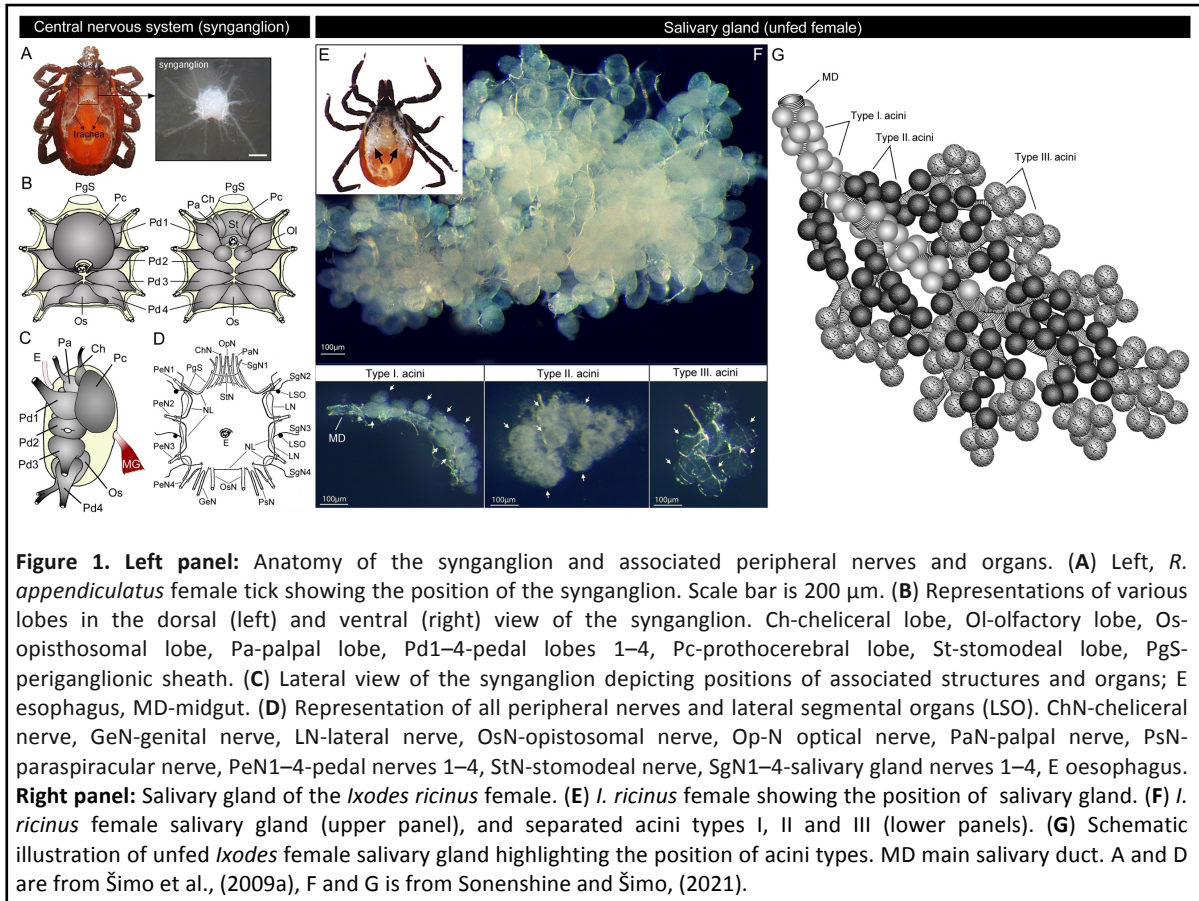 Central nervous system (synganglion)
Salivary gland (unfed female)
A
synganglion
trachea
B
PgS
Pc
Pd1
Pd2
Pd3
Pd4
Os
PgS
Pa
Ch
Pc
St
Ol
Os
C
E
Pa
Ch
Pc
Pd1
Pd2
Pd3
Pd4
Os
MG
D
OpN
ChN
PaN
SgN1
PeN1
PgS
StN
SgN2
LSO
LN
PeN2
NL
E
SgN3
LSO
LN
PeN3
NL
SgN4
PeN4
OsN
GeN
PsN
E
F
100µm
Type I. acini
MD
100µm
Type II. acini
100µm
Type III. acini
100µm
G
MD
Type I. acini
Type II. acini
Type III. acini
Figure 1. Left panel: Anatomy of the synganglion and associated peripheral nerves and organs. (A) Left, R.
appendiculatus female tick showing the position of the synganglion. Scale bar is 200 µm. (B) Representations of various
lobes in the dorsal (left) and ventral (right) view of the synganglion. Ch-cheliceral lobe, Ol-olfactory lobe, Os-
opisthosomal lobe, Pa-palpal lobe, Pd1–4-pedal lobes 1–4, Pc-prothocerebral lobe, St-stomodeal lobe, PgS-
periganglionic sheath. (C) Lateral view of the synganglion depicting positions of associated structures and organs; E
esophagus, MD-midgut. (D) Representation of all peripheral nerves and lateral segmental organs (LSO). ChN-cheliceral
nerve, GeN-genital nerve, LN-lateral nerve, OsN-opistosomal nerve, Op-N optical nerve, PaN-palpal nerve, PsN-
paraspiracular nerve, PeN1–4-pedal nerves 1–4, StN-stomodeal nerve, SgN1–4-salivary gland nerves 1–4, E oesophagus.
Right panel: Salivary gland of the Ixodes ricinus female. (E) I. ricinus female showing the position of salivary gland. (F) I.
ricinus female salivary gland (upper panel), and separated acini types I, II and III (lower panels). (G) Schematic
illustration of unfed Ixodes female salivary gland highlighting the position of acini types. MD main salivary duct. A and D
are from Šimo et al., (2009a), F and G is from Sonenshine and Šimo, (2021).